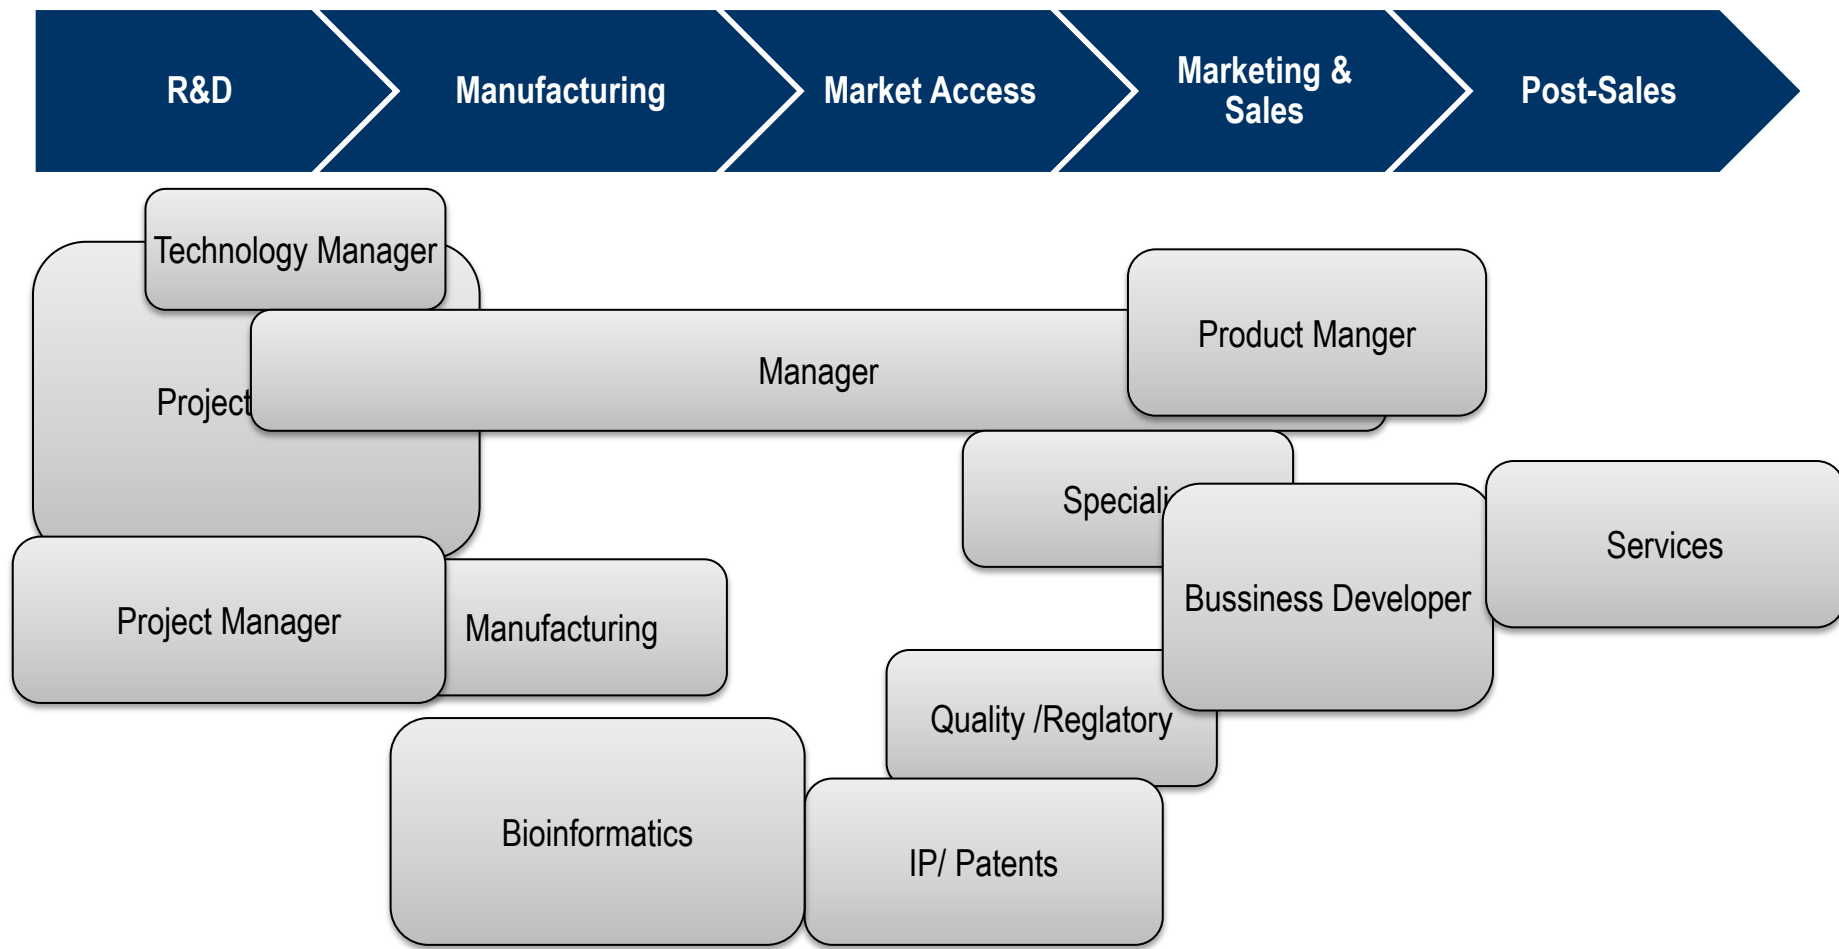 R&D
Manufacturing
Market Access
Marketing &
Sales
Post-Sales
Technology Manager
Product Manger
Manager
Project
Services
Bussiness Developer
Project Manager
Manufacturing
Quality /Reglatory
Bioinformatics
IP/ Patents